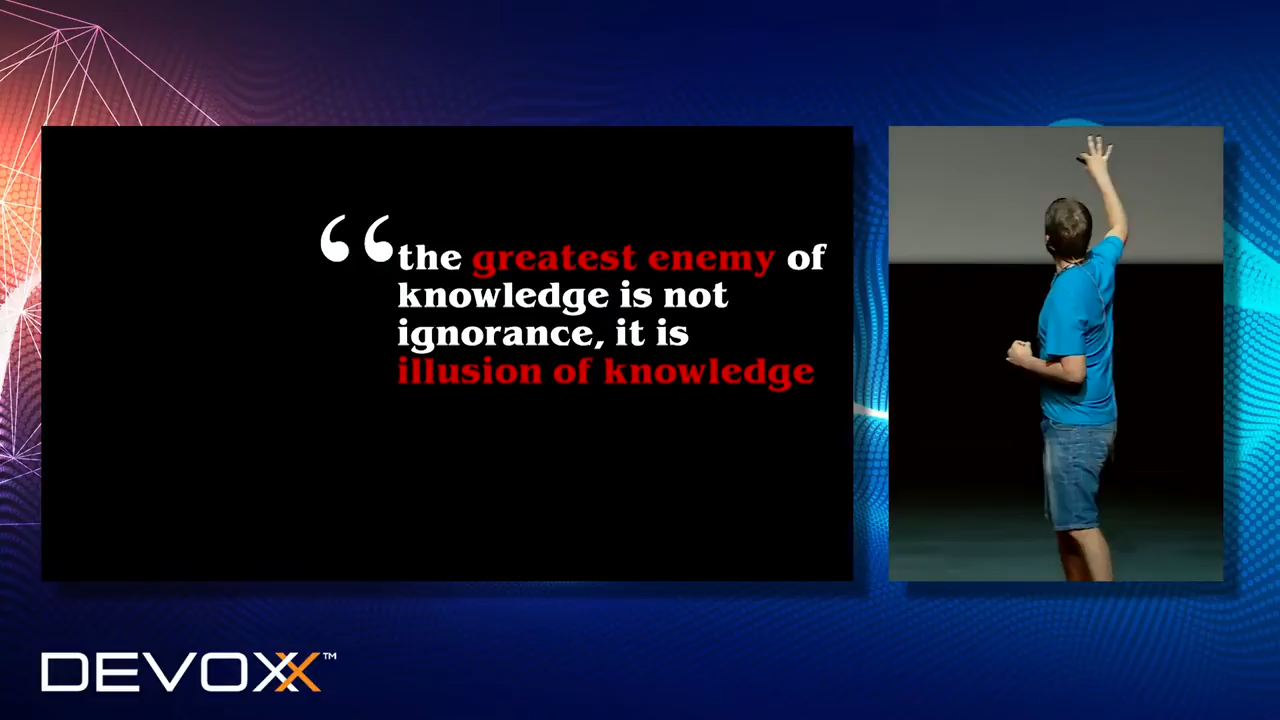 “the greatest enemy of
knowledge is not
ignorance, it is
illusion of knowledge
DEVOXX™